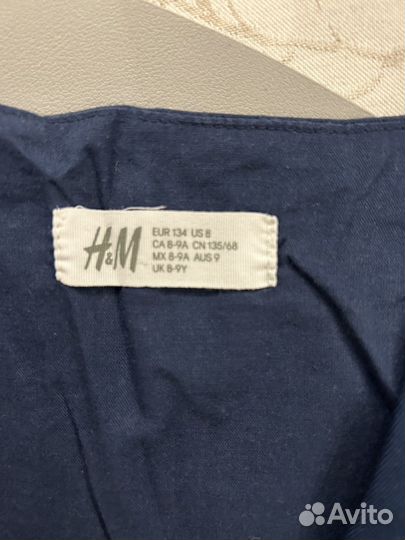 H&M
EUR 134 US 8
CA 8-9A CN 135/68
MX 8-9A AUS 9
UK 8-9Y
Avito